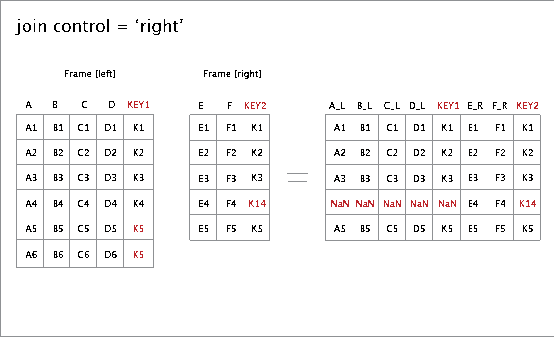 join control = ‘right’
Frame [left] Frame [right]
A B C D KEY1 E F KEY2 A_L B_L C_L D_L KEY1 E_R F_R KEY2
A1 B1 C1 D1 K1 E1 F1 K1 A1 B1 C1 D1 K1 E1 F1 K1
A2 B2 C2 D2 K2 E2 F2 K2 A2 B2 C2 D2 K2 E2 F2 K2
A3 B3 C3 D3 K3 E3 F3 K3 A3 B3 C3 D3 K3 E3 F3 K3
A4 B4 C4 D4 K4 E4 F4 K14 NaN NaN NaN NaN NaN E4 F4 K14
A5 B5 C5 D5 K5 E5 F5 K5 A5 B5 C5 D5 K5 E5 F5 K5
A6 B6 C6 D6 K5